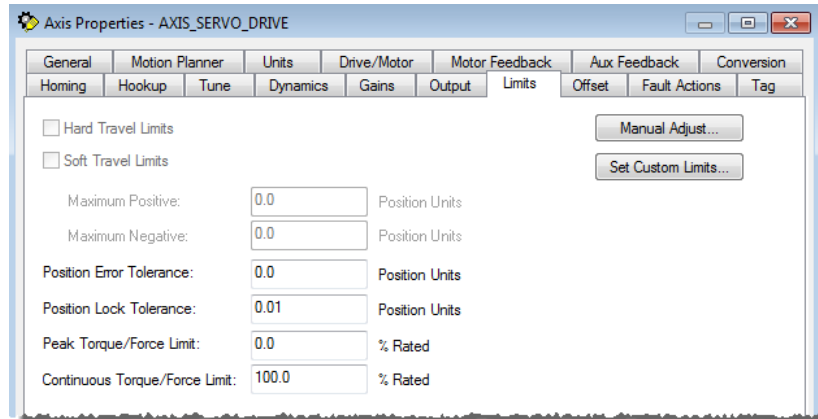 Axis Properties - AXIS_SERVO_DRIVE
General Motion Planner Units Drive/Motor Motor Feedback Aux Feedback Conversion
Homing Hookup Tune Dynamics Gains Output Limits Offset Fault Actions Tag
Hard Travel Limits Manual Adjust...
Soft Travel Limits Set Custom Limits...
Maximum Positive: 0.0 Position Units
Maximum Negative: 0.0 Position Units
Position Error Tolerance: 0.0 Position Units
Position Lock Tolerance: 0.01 Position Units
Peak Torque/Force Limit: 0.0 % Rated
Continuous Torque/Force Limit: 100.0 % Rated